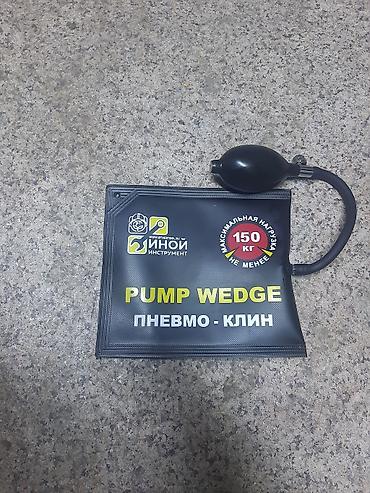 ИНОЙ
ИНСТРУМЕНТ
МАКСИМАЛЬНАЯ НАГРУЗКА
150
КГ
НЕ МЕНЕЕ
PUMP WEDGE
ПНЕВМО - КЛИН